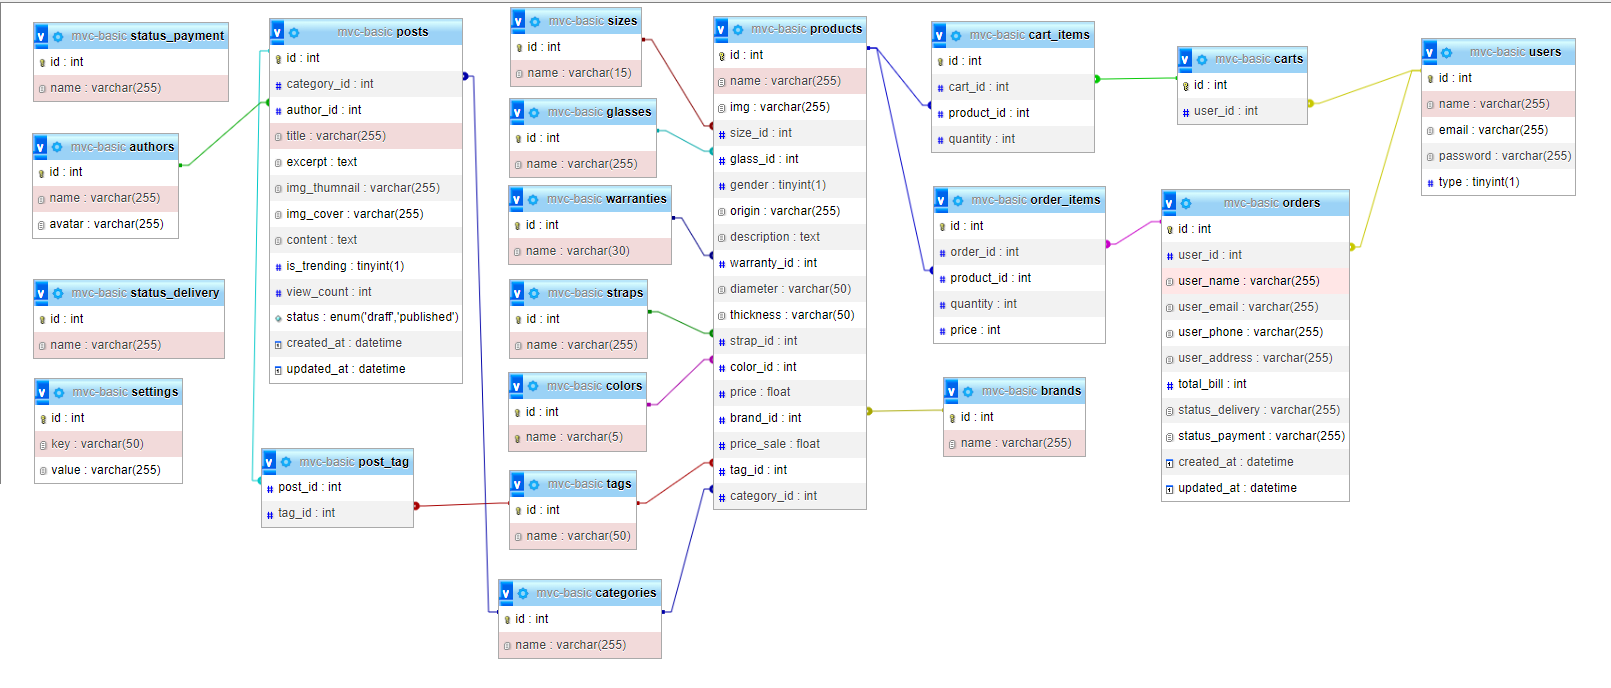 mvc-basic status_payment
id : int
name : varchar(255)
mvc-basic authors
id : int
name : varchar(255)
avatar : varchar(255)
mvc-basic status_delivery
id : int
name : varchar(255)
mvc-basic settings
id : int
key : varchar(50)
value : varchar(255)
mvc-basic posts
id : int
category_id : int
author_id : int
title : varchar(255)
excerpt : text
img_thumnail : varchar(255)
img_cover : varchar(255)
content : text
is_trending : tinyint(1)
view_count : int
status : enum('draff','published')
created_at : datetime
updated_at : datetime
mvc-basic post_tag
post_id : int
tag_id : int
mvc-basic sizes
id : int
name : varchar(15)
mvc-basic glasses
id : int
name : varchar(255)
mvc-basic warranties
id : int
name : varchar(30)
mvc-basic straps
id : int
name : varchar(255)
mvc-basic colors
id : int
name : varchar(5)
mvc-basic tags
id : int
name : varchar(50)
mvc-basic categories
id : int
name : varchar(255)
mvc-basic products
id : int
name : varchar(255)
img : varchar(255)
size_id : int
glass_id : int
gender : tinyint(1)
origin : varchar(255)
description : text
warranty_id : int
diameter : varchar(50)
thickness : varchar(50)
strap_id : int
color_id : int
price : float
brand_id : int
price_sale : float
tag_id : int
category_id : int
mvc-basic cart_items
id : int
cart_id : int
product_id : int
quantity : int
mvc-basic order_items
id : int
order_id : int
product_id : int
quantity : int
price : int
mvc-basic brands
id : int
name : varchar(255)
mvc-basic carts
id : int
user_id : int
mvc-basic orders
id : int
user_id : int
user_name : varchar(255)
user_email : varchar(255)
user_phone : varchar(255)
user_address : varchar(255)
total_bill : int
status_delivery : varchar(255)
status_payment : varchar(255)
created_at : datetime
updated_at : datetime
mvc-basic users
id : int
name : varchar(255)
email : varchar(255)
password : varchar(255)
type : tinyint(1)